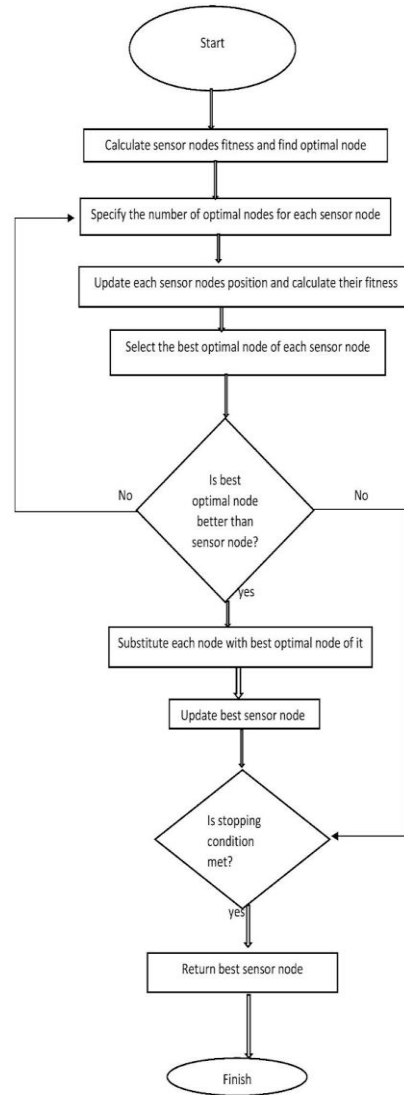 Start
Calculate sensor nodes fitness and find optimal node
Specify the number of optimal nodes for each sensor node
Update each sensor nodes position and calculate their fitness
Select the best optimal node of each sensor node
Is best
optimal node
better than
sensor node?
No
No
yes
Substitute each node with best optimal node of it
Update best sensor node
Is stopping
condition
met?
yes
Return best sensor node
Finish